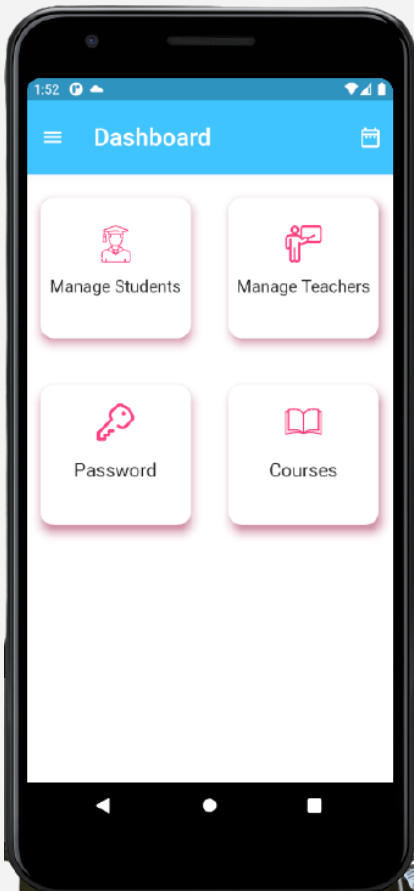 1:52
Dashboard
Manage Students
Manage Teachers
Password
Courses